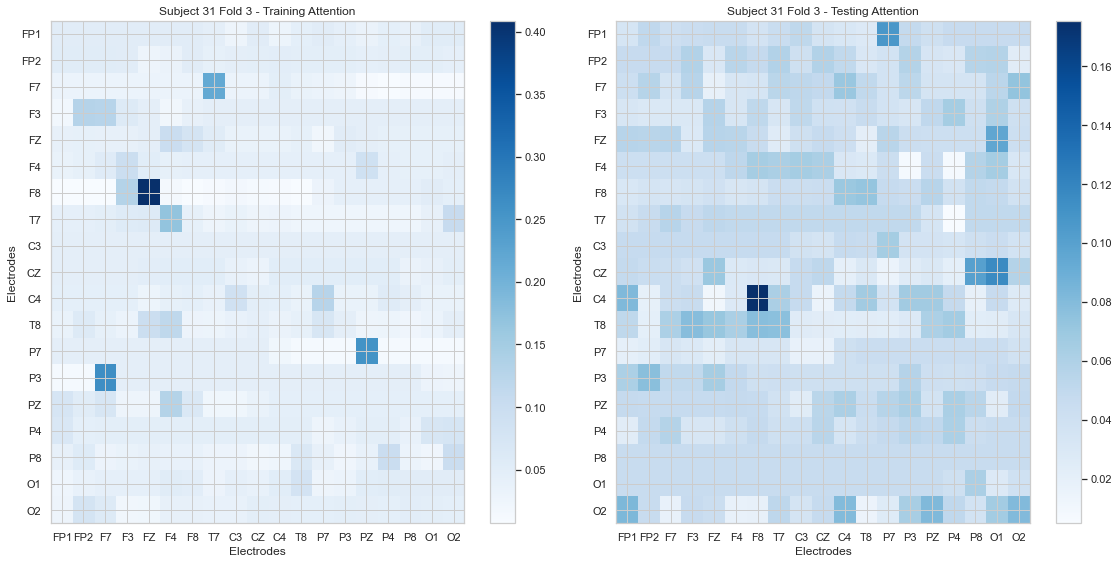 Subject 31 Fold 3 - Training Attention
FP1
FP2
F7
F3
FZ
F4
F8
T7
C3
CZ
C4
T8
P7
P3
PZ
P4
P8
O1
O2
Electrodes
FP1 FP2 F7 F3 FZ F4 F8 T7 C3 CZ C4 T8 P7 P3 PZ P4 P8 O1 O2
Electrodes
0.40
0.35
0.30
0.25
0.20
0.15
0.10
0.05
Subject 31 Fold 3 - Testing Attention
FP1
FP2
F7
F3
FZ
F4
F8
T7
C3
CZ
C4
T8
P7
P3
PZ
P4
P8
O1
O2
Electrodes
FP1 FP2 F7 F3 FZ F4 F8 T7 C3 CZ C4 T8 P7 P3 PZ P4 P8 O1 O2
Electrodes
0.16
0.14
0.12
0.10
0.08
0.06
0.04
0.02